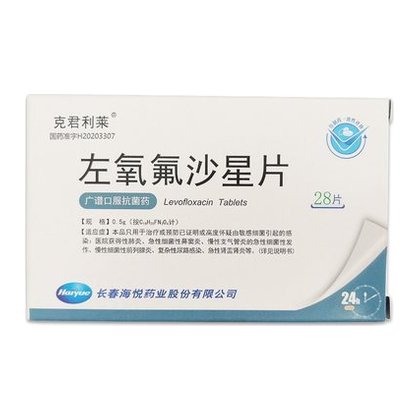 克君利莱®
国药准字H20203307
左氧氟沙星片
广谱口服抗菌药
Levofloxacin Tablets
28片
【规 格】0.5g（按C₁₈H₂₀FN₃O₄计）
【适应症】本品只用于治疗或预防已证明或高度怀疑由敏感细菌引起的感
染：医院获得性肺炎、急性细菌性鼻窦炎、慢性支气管炎的急性细菌性发
作、慢性细菌性前列腺炎、复杂性尿路感染、急性肾盂肾炎等。（详见说明书）
Haiyue
长春海悦药业股份有限公司
24h